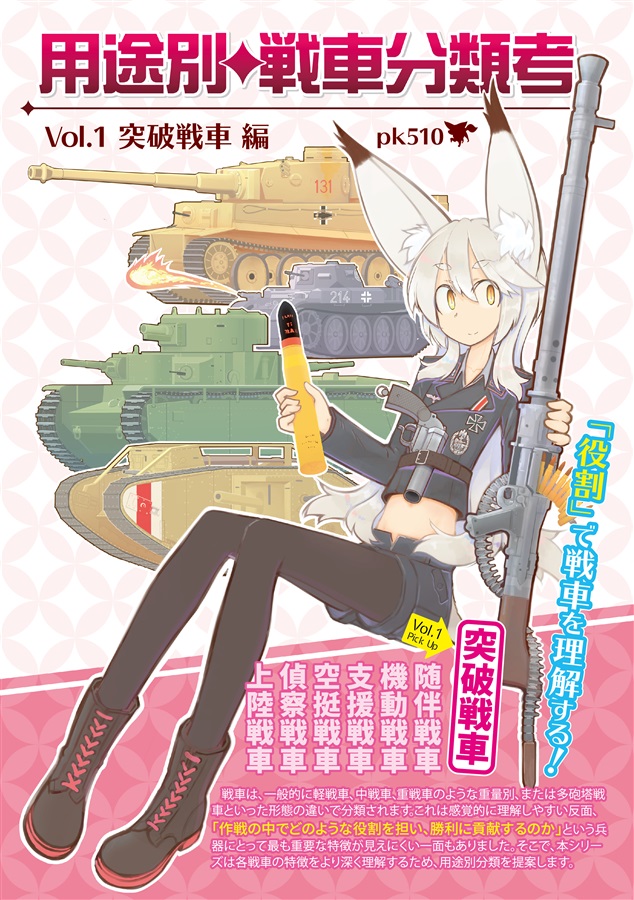 用途別✦戦車分類考
Vol.1 突破戦車 編
pk510
131
214
「役割」で戦車を理解する!
Vol.1
Pick Up
突破戦車
随伴戦車
機動戦車
支援戦車
空挺戦車
偵察戦車
上陸戦車
戦車は、一般的に軽戦車、中戦車、重戦車のような重量別、または多砲塔戦
車といった形態の違いで分類されます。これは感覚的に理解しやすい反面、
「作戦の中でどのような役割を担い、勝利に貢献するのか」という兵
器にとって最も重要な特徴が見えにくい一面もありました。そこで、本シリー
ズは各戦車の特徴をより深く理解するため、用途別分類を提案します。